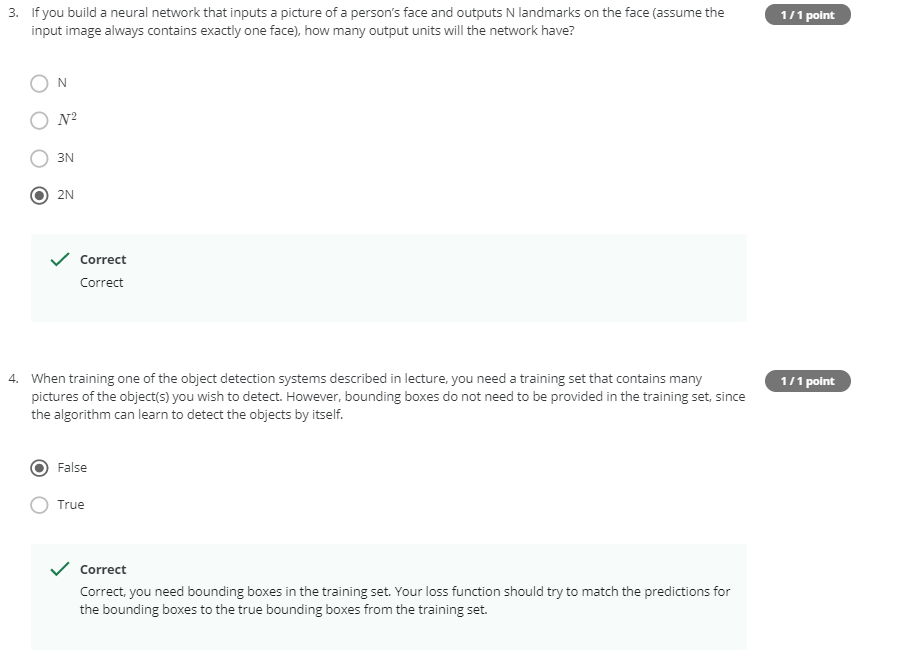 3. If you build a neural network that inputs a picture of a person's face and outputs N landmarks on the face (assume the
input image always contains exactly one face), how many output units will the network have?
1 / 1 point
N
N²
3N
2N
Correct
Correct
4. When training one of the object detection systems described in lecture, you need a training set that contains many
pictures of the object(s) you wish to detect. However, bounding boxes do not need to be provided in the training set, since
the algorithm can learn to detect the objects by itself.
1 / 1 point
False
True
Correct
Correct, you need bounding boxes in the training set. Your loss function should try to match the predictions for
the bounding boxes to the true bounding boxes from the training set.